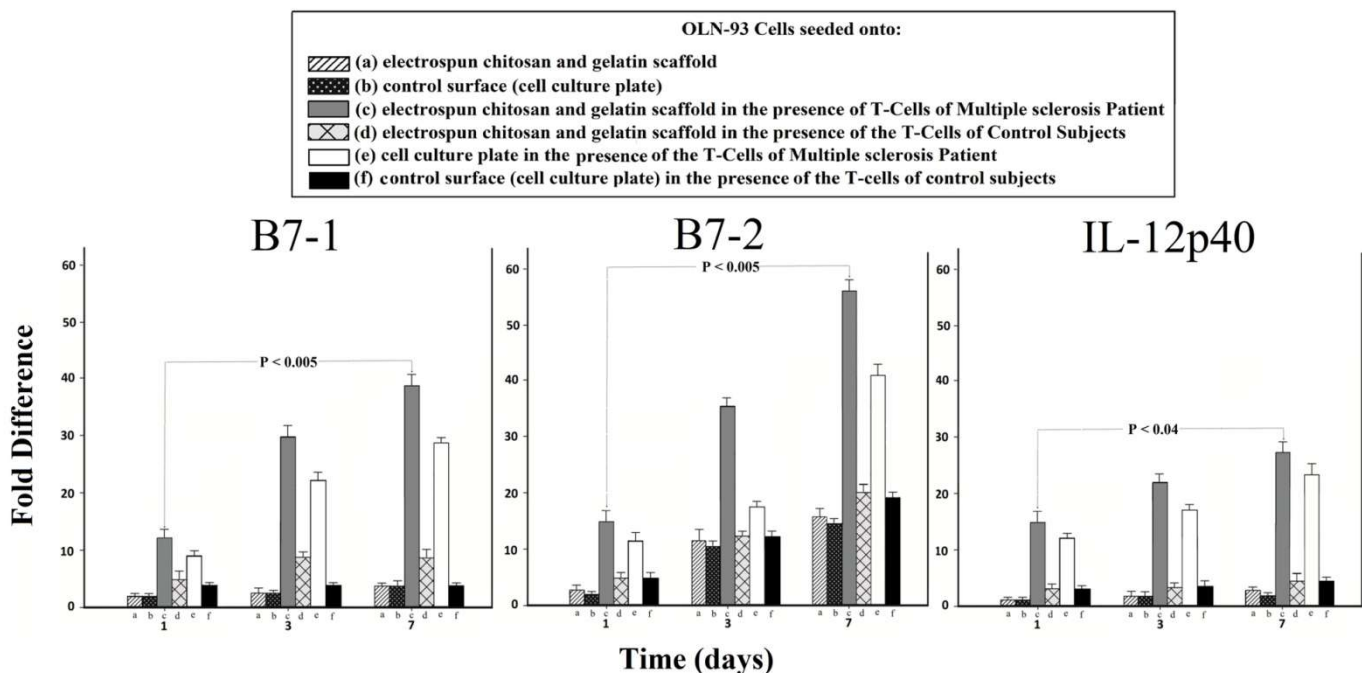 OLN-93 Cells seeded onto:
(a) electrospun chitosan and gelatin scaffold
(b) control surface (cell culture plate)
(c) electrospun chitosan and gelatin scaffold in the presence of T-Cells of Multiple sclerosis Patient
(d) electrospun chitosan and gelatin scaffold in the presence of the T-Cells of Control Subjects
(e) cell culture plate in the presence of the T-Cells of Multiple sclerosis Patient
(f) control surface (cell culture plate) in the presence of the T-cells of control subjects
Fold Difference
B7-1
60
50
40
30
20
10
0
P < 0.005
a b c d e f a b c d e f a b c d e f
1 3 7
B7-2
60
50
40
30
20
10
0
P < 0.005
a b c d e f a b c d e f a b c d e f
1 3 7
IL-12p40
60
50
40
30
20
10
0
P < 0.04
a b c d e f a b c d e f a b c d e f
1 3 7
Time (days)